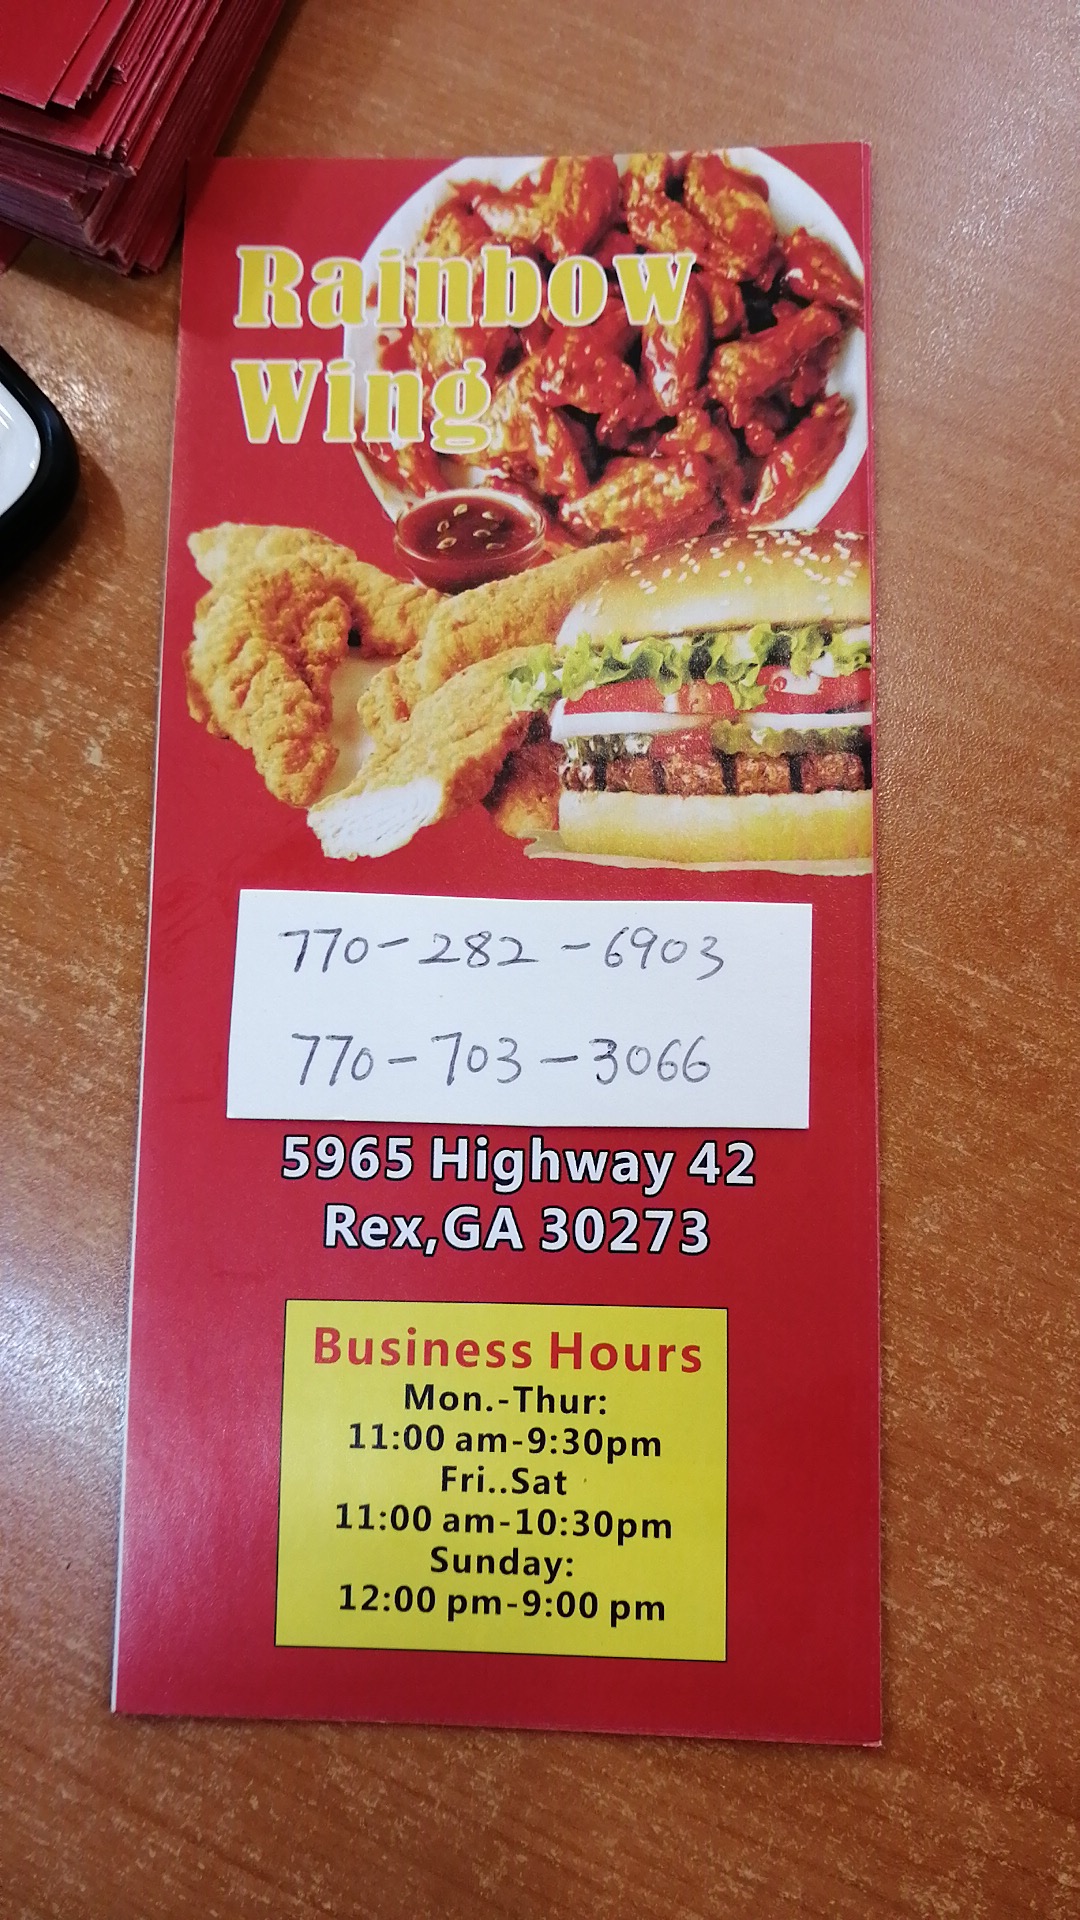 Rainbow
Wing
770-282-6903
770-703-3066
5965 Highway 42
Rex,GA 30273
Business Hours
Mon.-Thur:
11:00 am-9:30pm
Fri..Sat
11:00 am-10:30pm
Sunday:
12:00 pm-9:00 pm